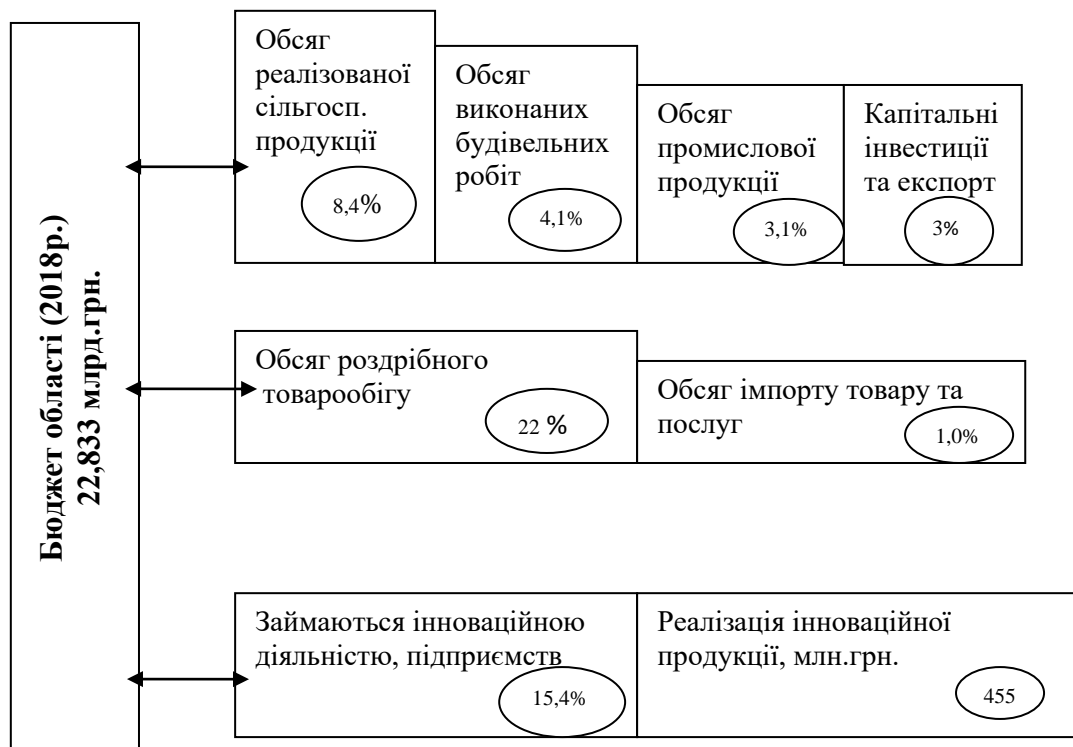 Бюджет області (2018р.)
22,833 млрд.грн.
Обсяг
реалізованої
сільгосп.
продукції
8,4%
Обсяг
виконаних
будівельних
робіт
4,1%
Обсяг
промислової
продукції
3,1%
Капітальні
інвестиції
та експорт
3%
Обсяг роздрібного
товарообігу
22 %
Обсяг імпорту товару та
послуг
1,0%
Займаються інноваційною
діяльністю, підприємств
15,4%
Реалізація інноваційної
продукції, млн.грн.
455